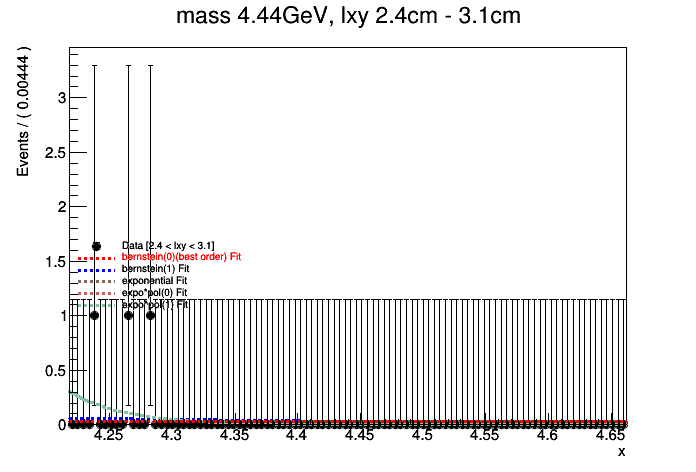 mass 4.44GeV, lxy 2.4cm - 3.1cm
Events / ( 0.00444 )
3
2.5
2
1.5
1
0.5
0
Data [2.4 < lxy < 3.1]
bernstein(0)(best order) Fit
bernstein(1) Fit
exponential Fit
expo*pol(0) Fit
expo*pol(1) Fit
4.25 4.3 4.35 4.4 4.45 4.5 4.55 4.6 4.65
x